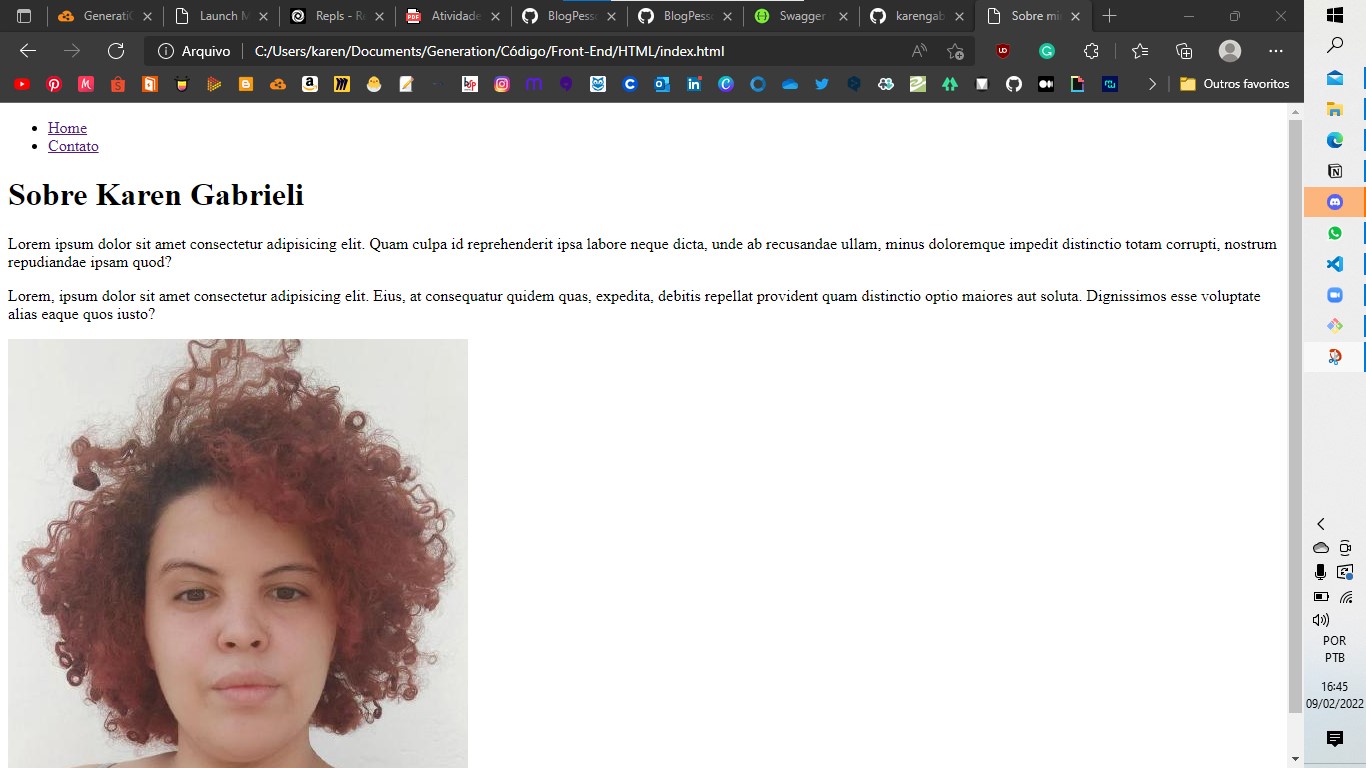 Generati
Launch M
Repls - Re
Atividade
BlogPess
BlogPess
Swagger
karengab
Sobre mi
Arquivo
C:/Users/karen/Documents/Generation/Código/Front-End/HTML/index.html
Outros favoritos
Home
Contato
Sobre Karen Gabrieli
Lorem ipsum dolor sit amet consectetur adipisicing elit. Quam culpa id reprehenderit ipsa labore neque dicta, unde ab recusandae ullam, minus doloremque impedit distinctio totam corrupti, nostrum
repudiandae ipsam quod?
Lorem, ipsum dolor sit amet consectetur adipisicing elit. Eius, at consequatur quidem quas, expedita, debitis repellat provident quam distinctio optio maiores aut soluta. Dignissimos esse voluptate
alias eaque quos iusto?
POR
PTB
16:45
09/02/2022